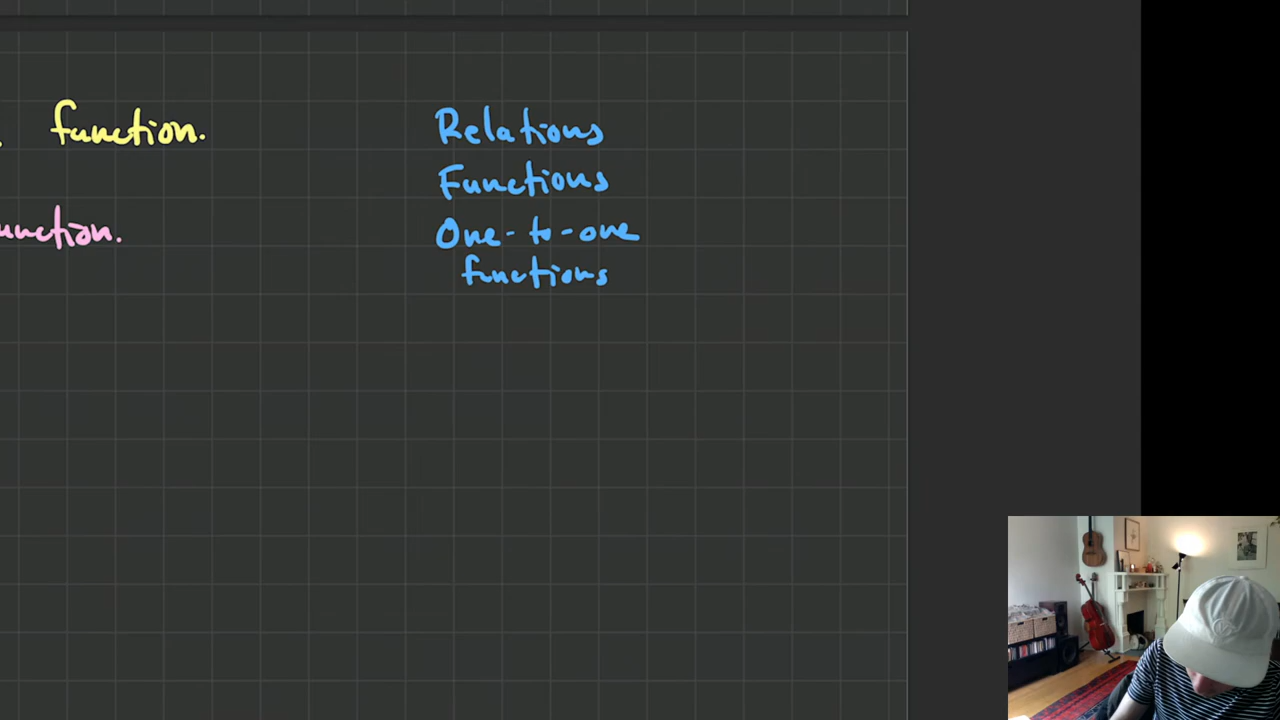 function.
unction.
Relations
Functions
One-to-one
functions